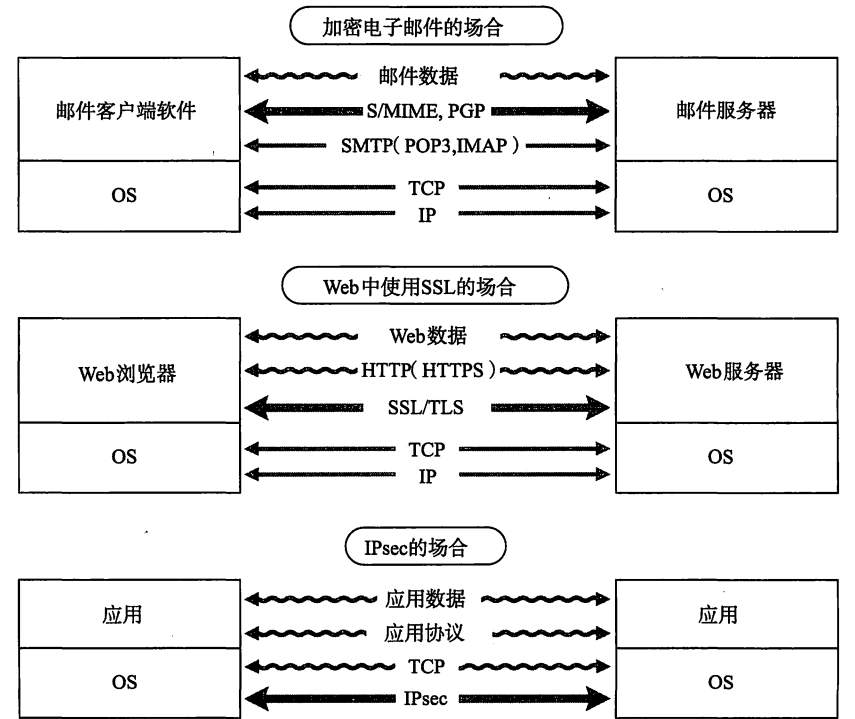 加密电子邮件的场合
邮件数据
邮件客户端软件
S/MIME, PGP
邮件服务器
SMTP( POP3,IMAP )
OS
TCP
OS
IP
Web中使用SSL的场合
Web数据
Web浏览器
HTTP( HTTPS )
Web服务器
SSL/TLS
OS
TCP
OS
IP
IPsec的场合
应用数据
应用
应用
应用协议
TCP
OS
OS
IPsec